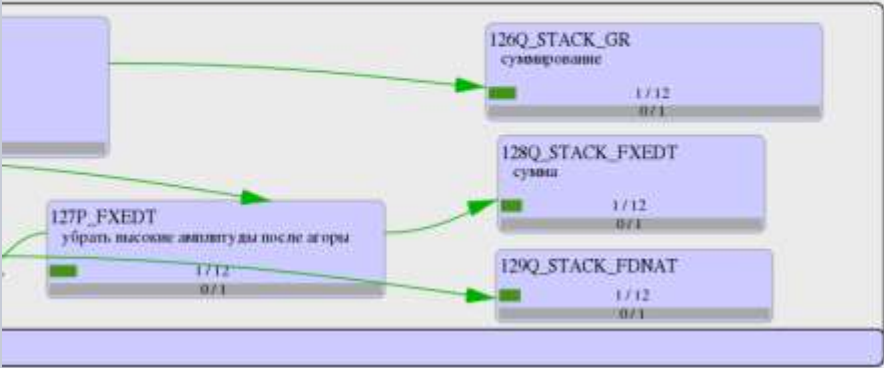 126Q_STACK_GR
суммирование
1 / 12
0 / 1
128Q_STACK_FXEDT
сумма
1 / 12
0 / 1
127P_FXEDT
убрать высокие амплитуды после агоры
1 / 12
0 / 1
129Q_STACK_FDNAT
1 / 12
0 / 1